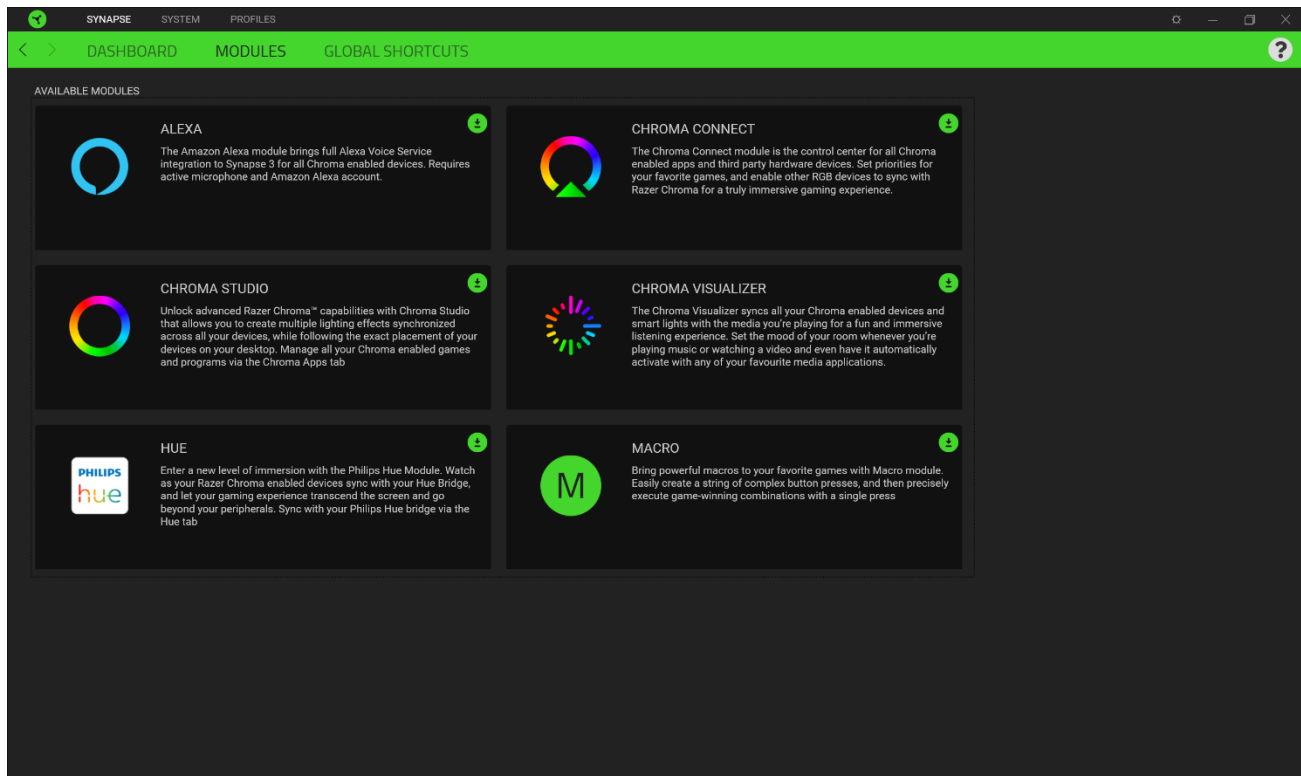 SYNAPSE SYSTEM PROFILES
DASHBOARD MODULES GLOBAL SHORTCUTS
?
AVAILABLE MODULES
ALEXA
The Amazon Alexa module brings full Alexa Voice Service
integration to Synapse 3 for all Chroma enabled devices. Requires
active microphone and Amazon Alexa account.
CHROMA CONNECT
The Chroma Connect module is the control center for all Chroma
enabled apps and third party hardware devices. Set priorities for
your favorite games, and enable other RGB devices to sync with
Razer Chroma for a truly immersive gaming experience.
CHROMA STUDIO
Unlock advanced Razer Chroma™ capabilities with Chroma Studio
that allows you to create multiple lighting effects synchronized
across all your devices, while following the exact placement of your
devices on your desktop. Manage all your Chroma enabled games
and programs via the Chroma Apps tab
CHROMA VISUALIZER
The Chroma Visualizer syncs all your Chroma enabled devices and
smart lights with the media you're playing for a fun and immersive
listening experience. Set the mood of your room whenever you're
playing music or watching a video and even have it automatically
activate with any of your favourite media applications.
PHILIPS
hue
HUE
Enter a new level of immersion with the Philips Hue Module. Watch
as your Razer Chroma enabled devices sync with your Hue Bridge,
and let your gaming experience transcend the screen and go
beyond your peripherals. Sync with your Philips Hue bridge via the
Hue tab
M
MACRO
Bring powerful macros to your favorite games with Macro module.
Easily create a string of complex button presses, and then precisely
execute game-winning combinations with a single press